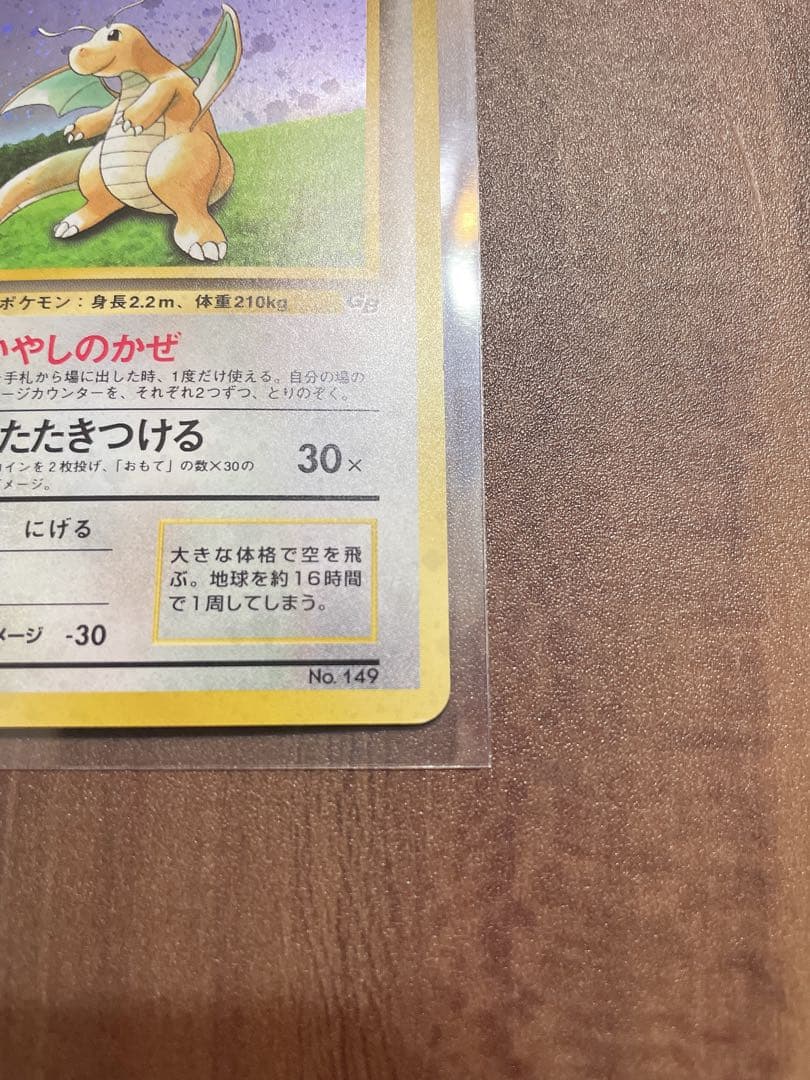 ポケモン：身長2.2m、体重210kg GB
いやしのかぜ
手札から場に出した時、1度だけ使える。自分の場の
ージカウンターを、それぞれ2つずつ、とりのぞく。
たたきつける 30×
コインを2枚投げ、「おもて」の数×30の
ダメージ。
にげる
大きな体格で空を飛
ぶ。地球を約16時間
で1周してしまう。
メージ -30
No. 149